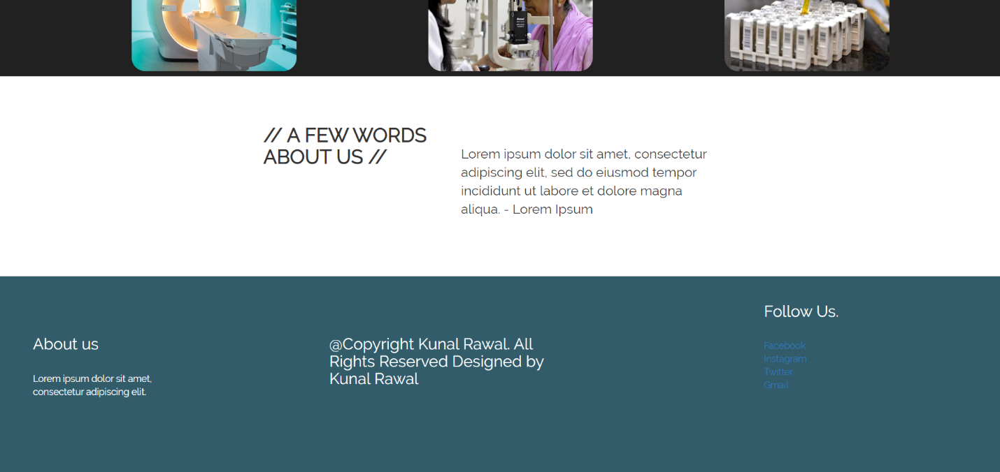 // A FEW WORDS
ABOUT US //
Lorem ipsum dolor sit amet, consectetur
adipiscing elit, sed do eiusmod tempor
incididunt ut labore et dolore magna
aliqua. - Lorem Ipsum
About us
Lorem ipsum dolor sit amet,
consectetur adipiscing elit.
@Copyright Kunal Rawal. All
Rights Reserved Designed by
Kunal Rawal
Follow Us.
Facebook
Instagram
Twitter
Gmail